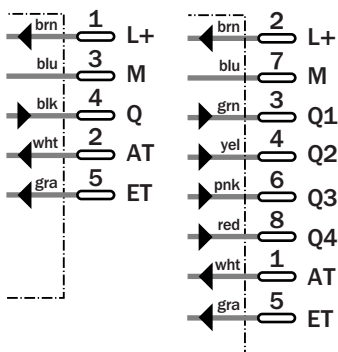 brn 1 L+
blu 3 M
blk 4 Q
wht 2 AT
gra 5 ET
brn 2 L+
blu 7 M
grn 3 Q1
yel 4 Q2
pnk 6 Q3
red 8 Q4
wht 1 AT
gra 5 ET